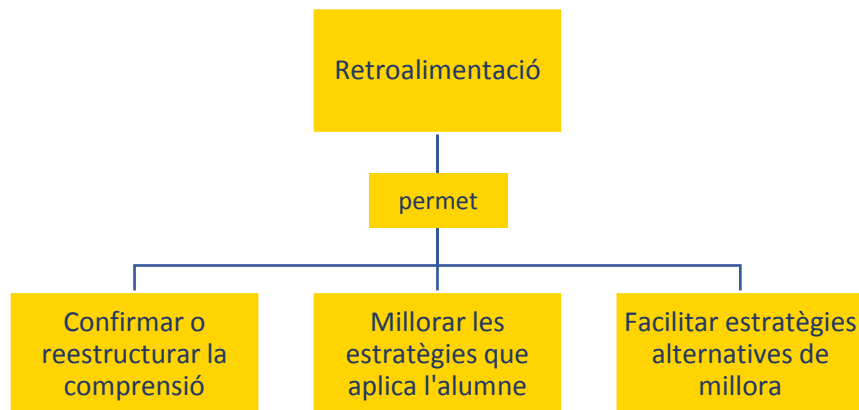 Retroalimentació
permet
Confirmar o
reestructurar la
comprensió
Millorar les
estratègies que
aplica l'alumne
Facilitar estratègies
alternatives de
millora